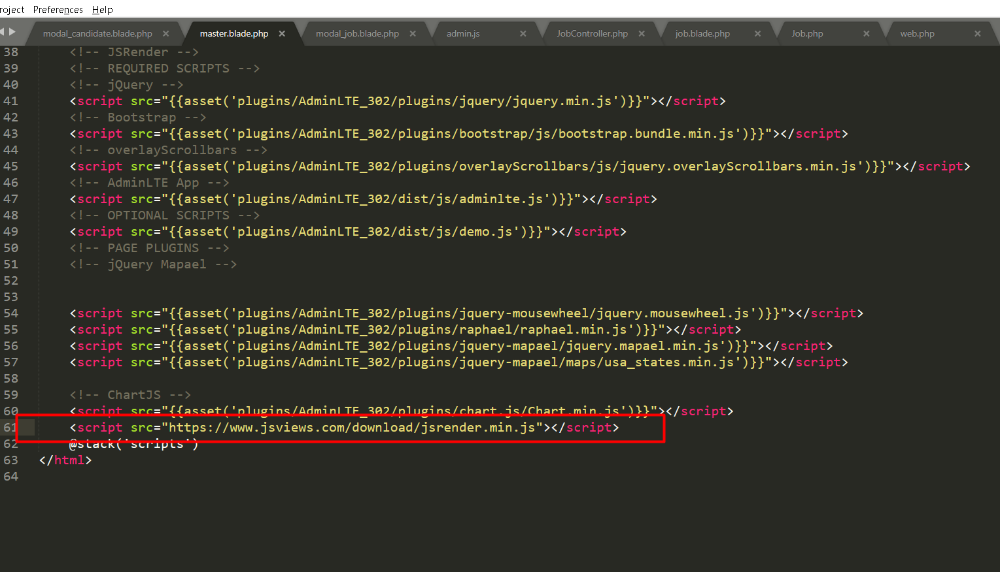 roject Preferences Help
modal_candidate.blade.php × master.blade.php × modal_job.blade.php × admin.js × JobController.php × job.blade.php × Job.php × web.php ×
38 <!-- JSRender -->
39 <!-- REQUIRED SCRIPTS -->
40 <!-- jQuery -->
41 <script src="{{asset('plugins/AdminLTE_302/plugins/jquery/jquery.min.js')}}"></script>
42 <!-- Bootstrap -->
43 <script src="{{asset('plugins/AdminLTE_302/plugins/bootstrap/js/bootstrap.bundle.min.js')}}"></script>
44 <!-- overlayScrollbars -->
45 <script src="{{asset('plugins/AdminLTE_302/plugins/overlayScrollbars/js/jquery.overlayScrollbars.min.js')}}"></script>
46 <!-- AdminLTE App -->
47 <script src="{{asset('plugins/AdminLTE_302/dist/js/adminlte.js')}}"></script>
48 <!-- OPTIONAL SCRIPTS -->
49 <script src="{{asset('plugins/AdminLTE_302/dist/js/demo.js')}}"></script>
50 <!-- PAGE PLUGINS -->
51 <!-- jQuery Mapael -->
52
53
54 <script src="{{asset('plugins/AdminLTE_302/plugins/jquery-mousewheel/jquery.mousewheel.js')}}"></script>
55 <script src="{{asset('plugins/AdminLTE_302/plugins/raphael/raphael.min.js')}}"></script>
56 <script src="{{asset('plugins/AdminLTE_302/plugins/jquery-mapael/jquery.mapael.min.js')}}"></script>
57 <script src="{{asset('plugins/AdminLTE_302/plugins/jquery-mapael/maps/usa_states.min.js')}}"></script>
58
59 <!-- ChartJS -->
60 <script src="{{asset('plugins/AdminLTE_302/plugins/chart.js/Chart.min.js')}}"></script>
61 <script src="https://www.jsviews.com/download/jsrender.min.js"></script>
62 @stack('scripts')
63 </html>
64